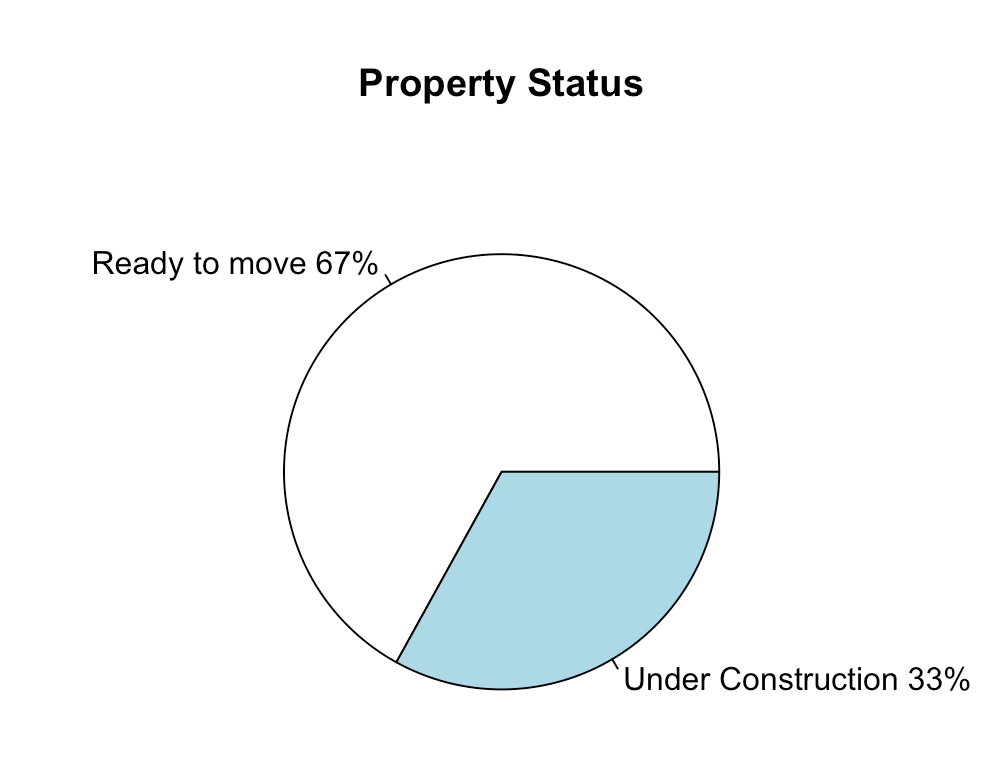 Property Status
Ready to move 67%
Under Construction 33%